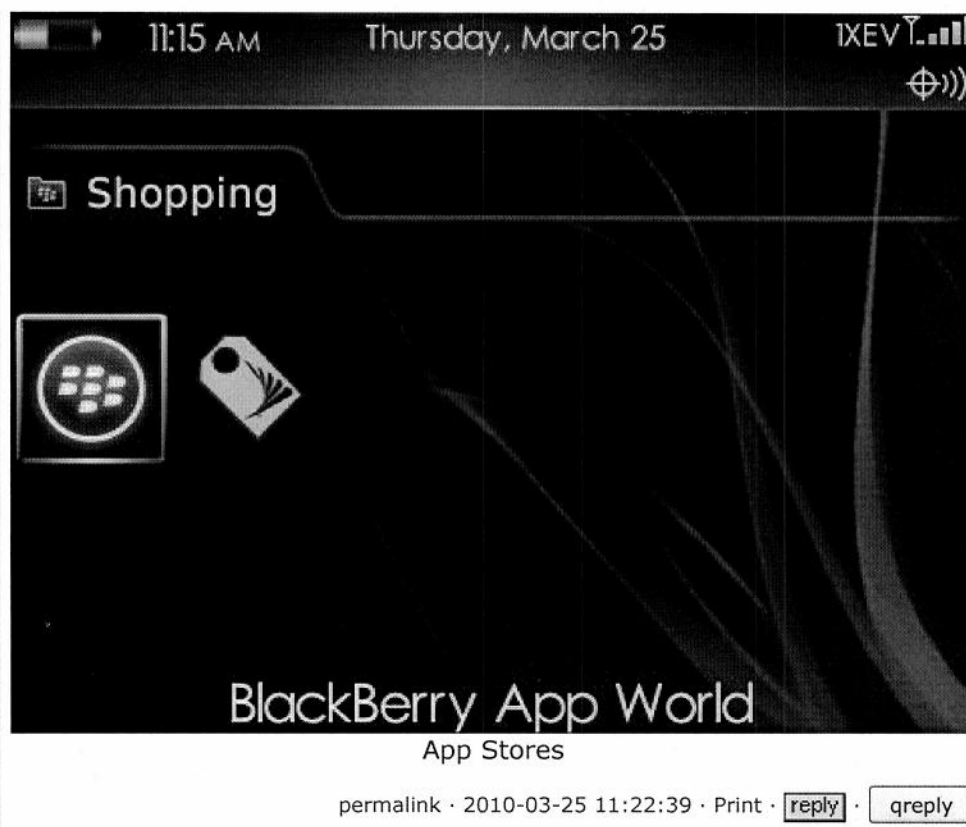 11:15 AM Thursday, March 25 1XEV
Shopping
BlackBerry App World
App Stores
permalink · 2010-03-25 11:22:39 · Print · reply · qreply